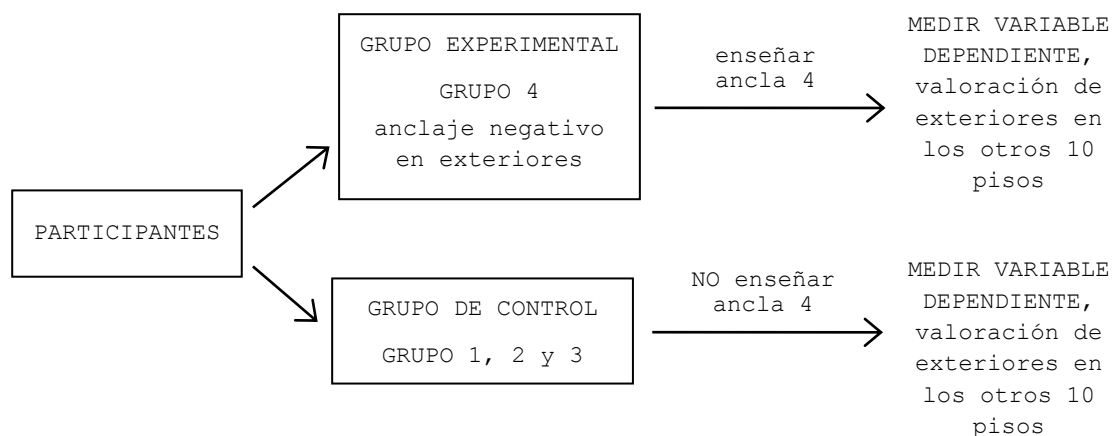 PARTICIPANTES
GRUPO EXPERIMENTAL
GRUPO 4
anclaje negativo
en exteriores
enseñar
ancla 4
MEDIR VARIABLE
DEPENDIENTE,
valoración de
exteriores en
los otros 10
pisos
GRUPO DE CONTROL
GRUPO 1, 2 y 3
NO enseñar
ancla 4
MEDIR VARIABLE
DEPENDIENTE,
valoración de
exteriores en
los otros 10
pisos